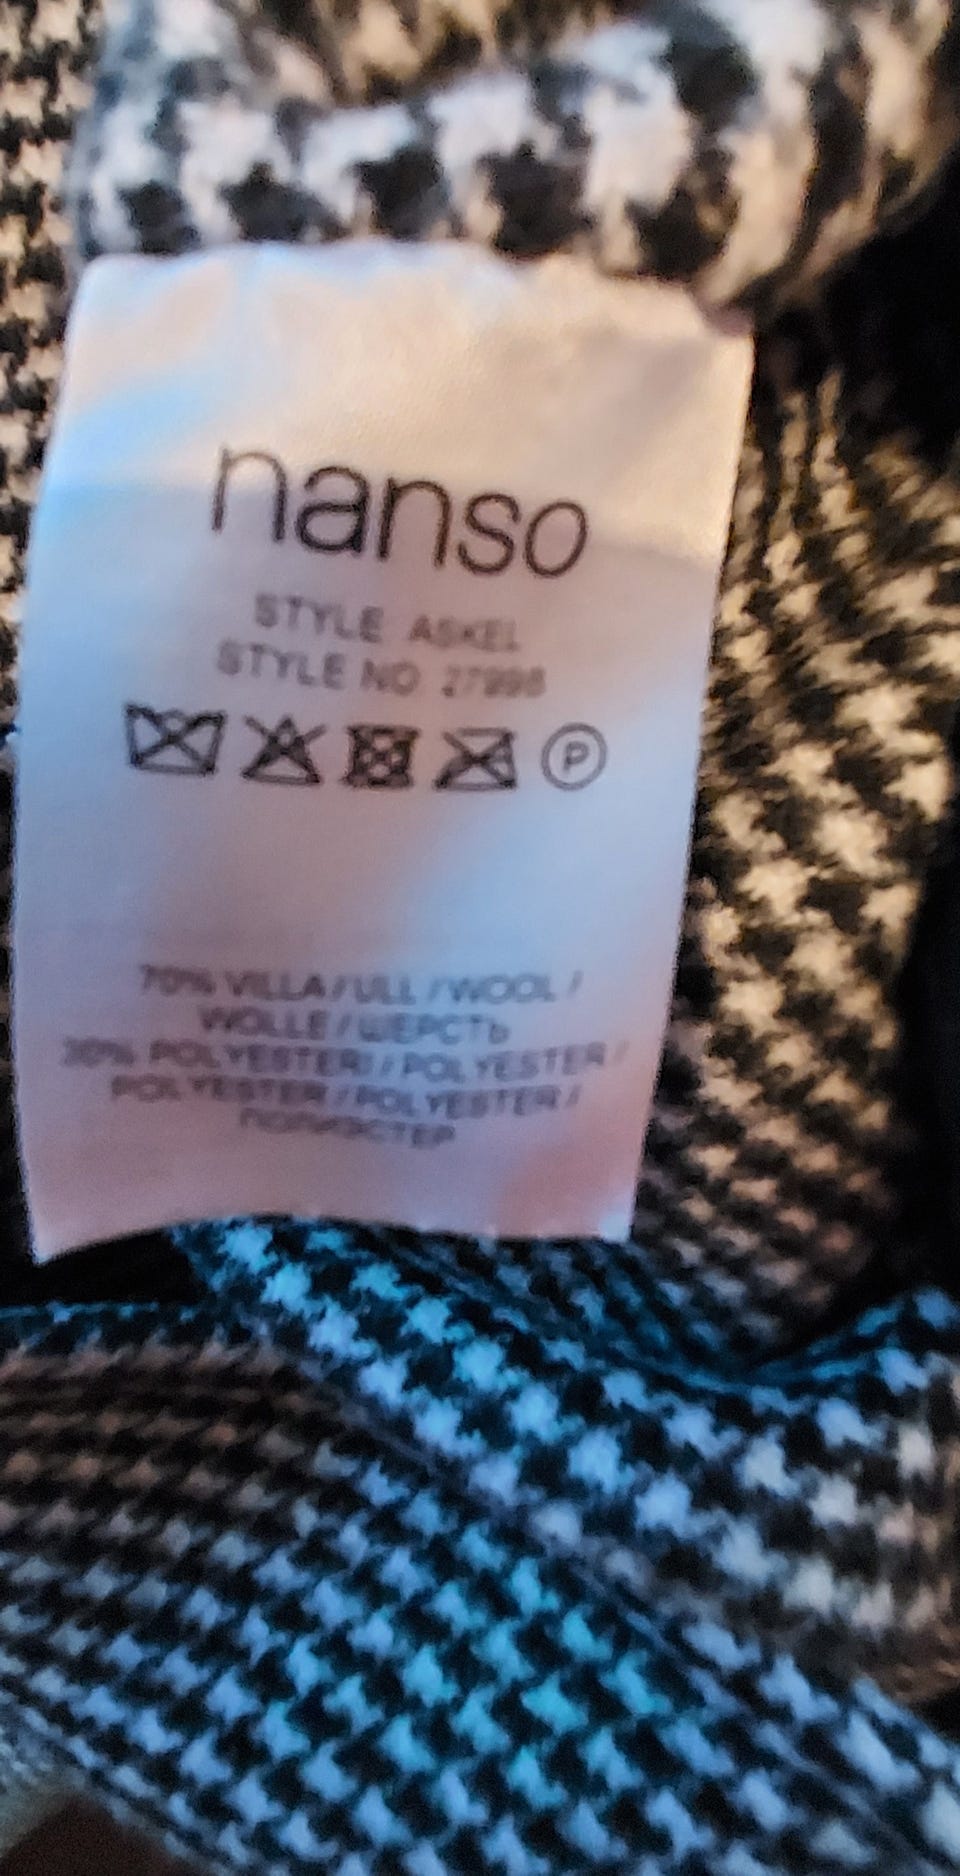 nanso
STYLE ASKEL
STYLE NO 27998
P
70% VILLA / ULL / WOOL /
WOLLE / ШЕРСТЬ
30% POLYESTERI / POLYESTER /
POLYESTER / POLYESTER /
ПОЛИЭСТЕР